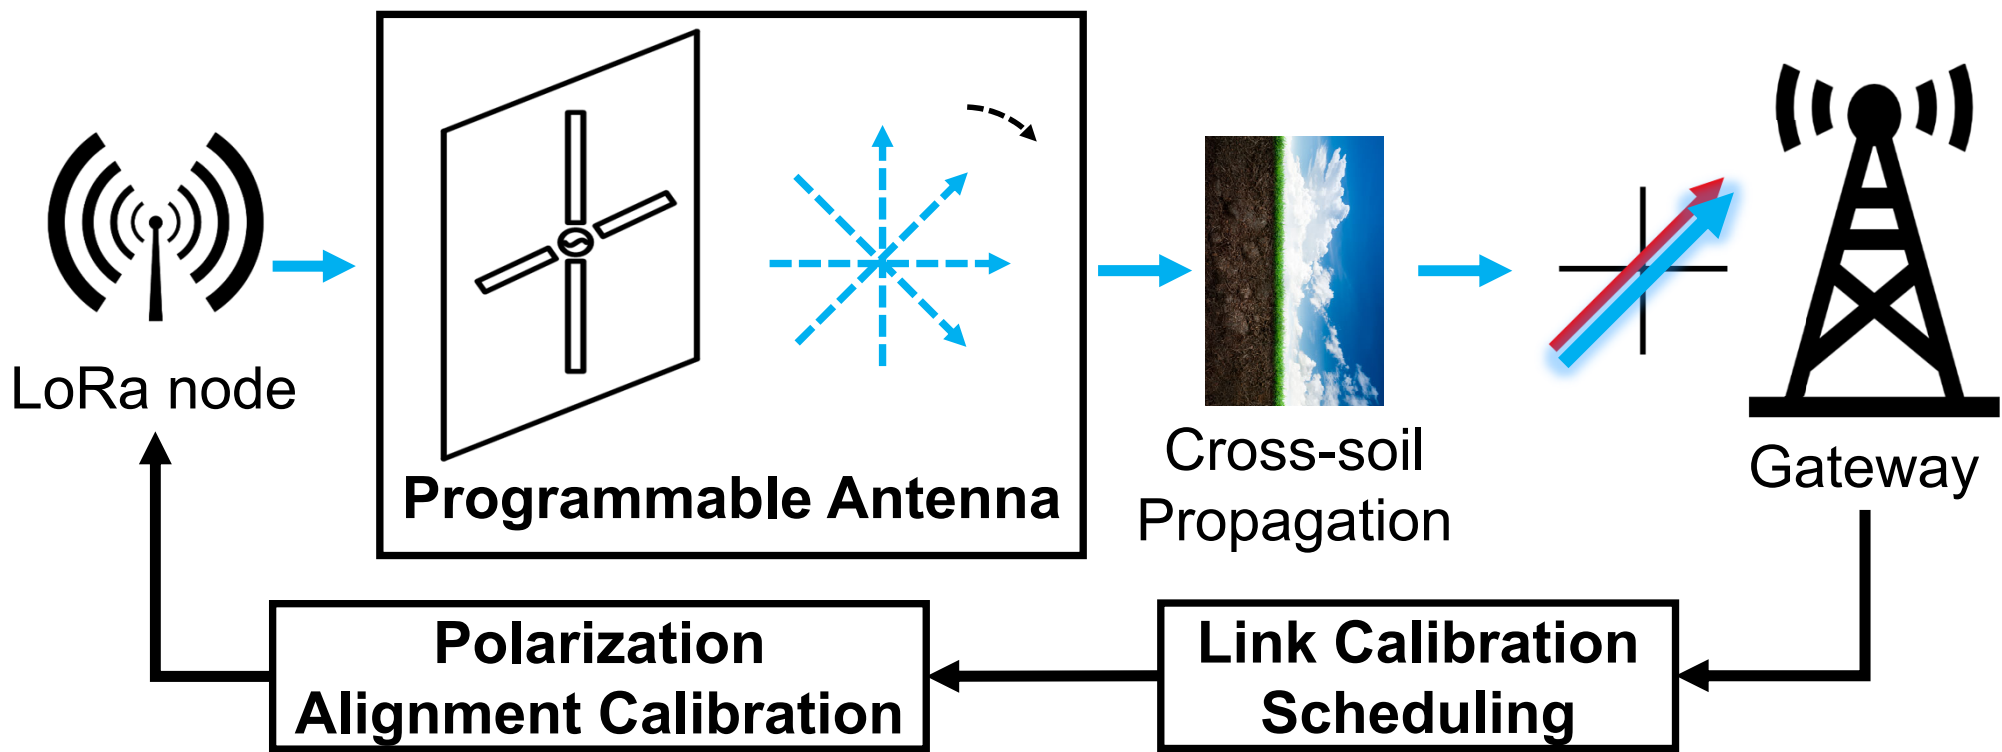 LoRa node
Programmable Antenna
Cross-soil
Propagation
Gateway
Polarization
Alignment Calibration
Link Calibration
Scheduling